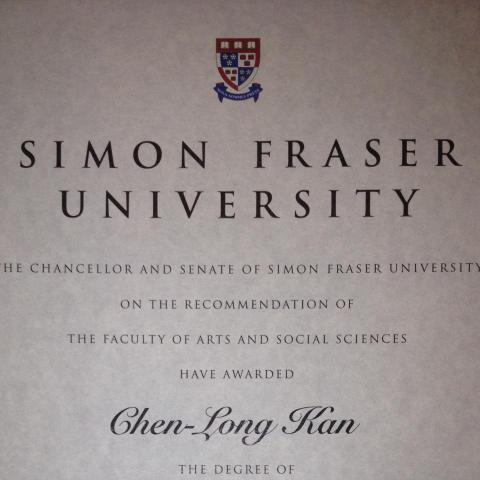 SIMON FRASER
UNIVERSITY
THE CHANCELLOR AND SENATE OF SIMON FRASER UNIVERSITY
ON THE RECOMMENDATION OF
THE FACULTY OF ARTS AND SOCIAL SCIENCES
HAVE AWARDED
Chen-Long Kan
THE DEGREE OF